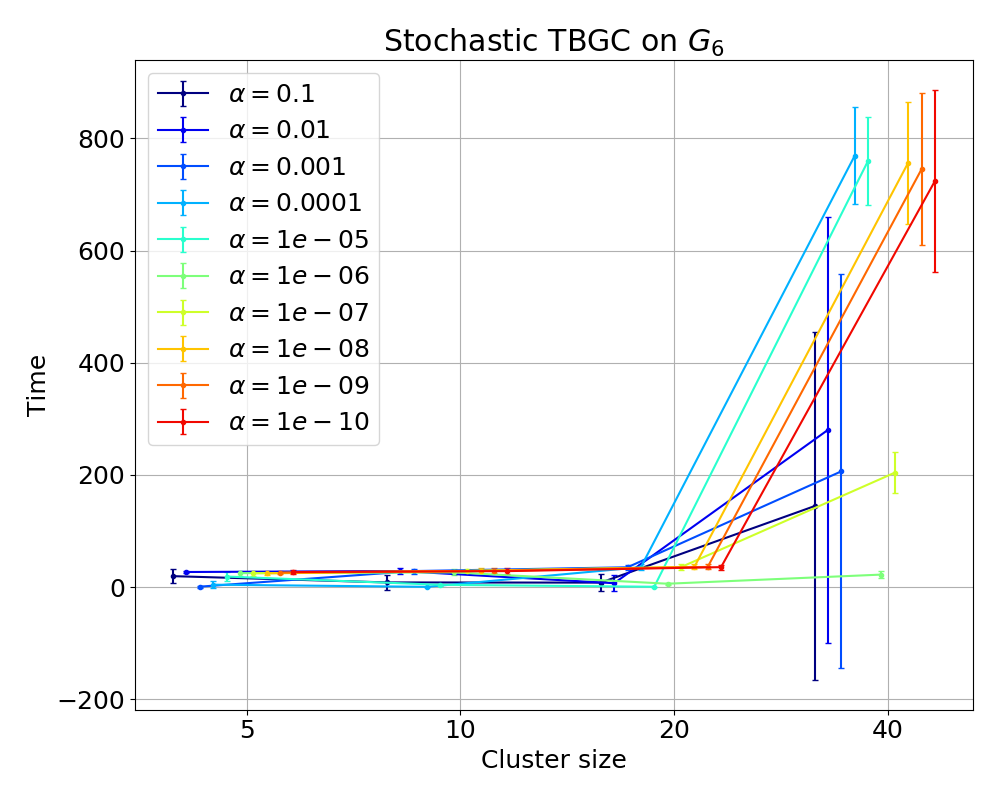 Stochastic TBGC on $G_6$
800
600
400
200
0
−200
Time
α = 0.1
α = 0.01
α = 0.001
α = 0.0001
α = 1e − 05
α = 1e − 06
α = 1e − 07
α = 1e − 08
α = 1e − 09
α = 1e − 10
5 10 20 40
Cluster size